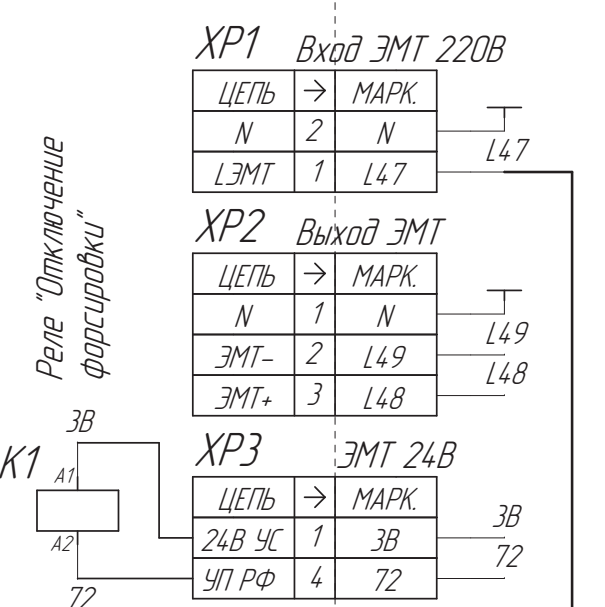 XP1 Вход ЭМТ 220В
ЦЕПЬ → МАРК.
N 2 N
LЭМТ 1 L47
L47
XP2 Выход ЭМТ
ЦЕПЬ → МАРК.
N 1 N
ЭМТ- 2 L49
L49
ЭМТ+ 3 L48
L48
Реле "Отключение
форсировки"
XP3 ЭМТ 24В
ЦЕПЬ → МАРК.
24В УС 1 3В
3В
УП РФ 4 72
72
3В
K1
A1
A2
72